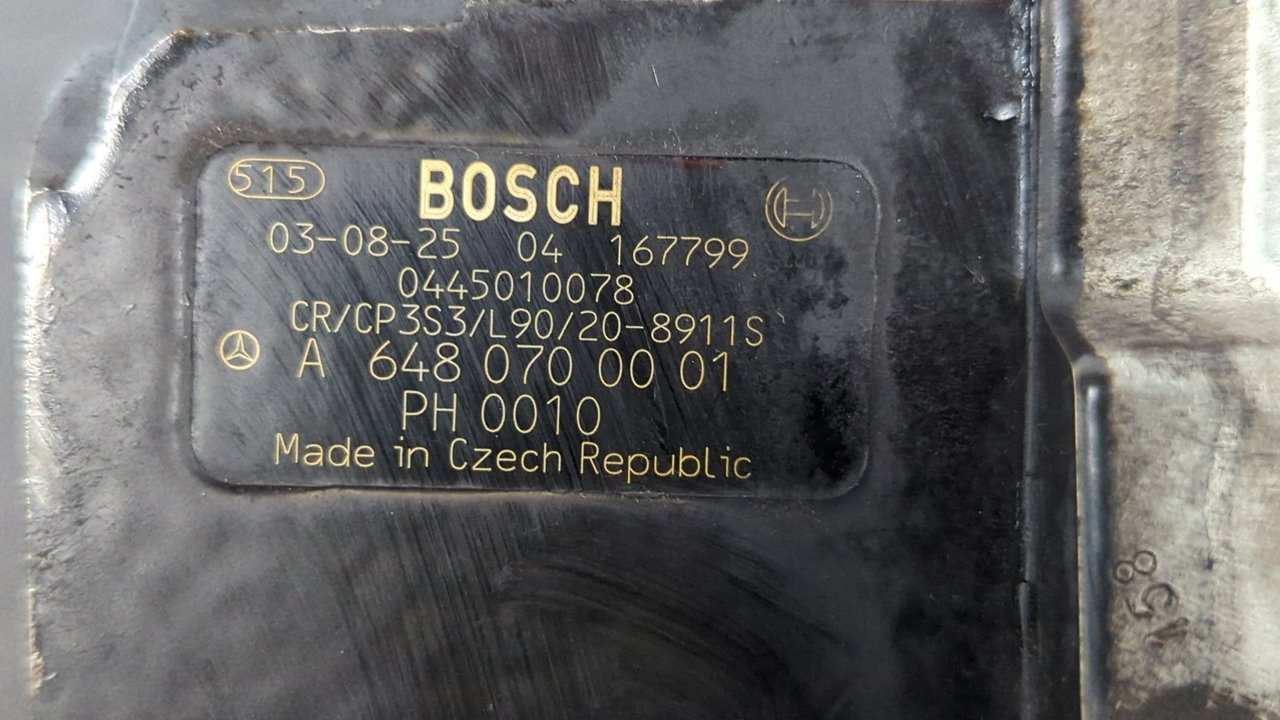 515 BOSCH
03-08-25 04 167799
0445010078
CR/CP3S3/L90/20-8911S
A 648 070 00 01
PH 0010
Made in Czech Republic